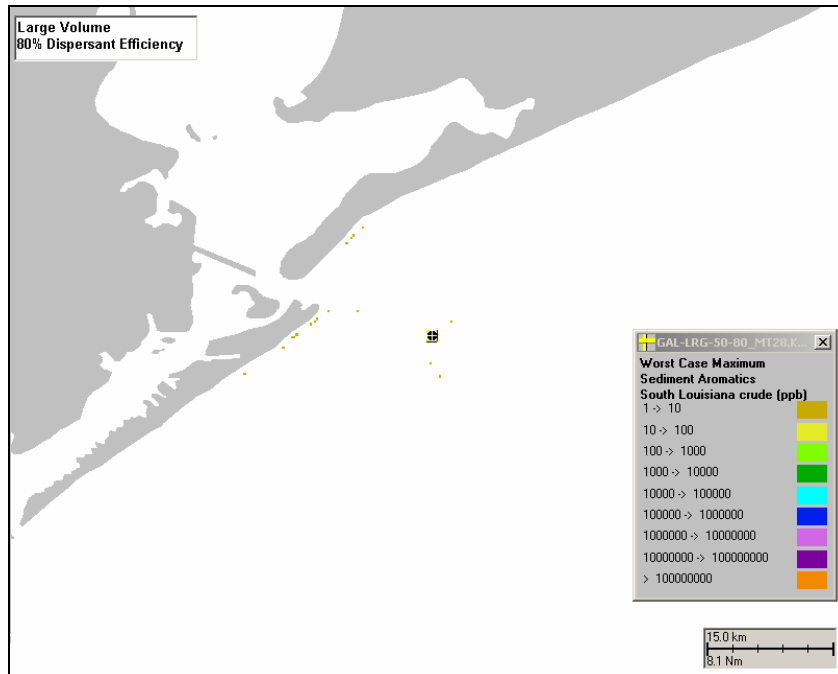 Large Volume
80% Dispersant Efficiency
GAL-LRG-50-80_MT28.K...
Worst Case Maximum
Sediment Aromatics
South Louisiana crude (ppb)
1 -> 10
10 -> 100
100 -> 1000
1000 -> 10000
10000 -> 100000
100000 -> 1000000
1000000 -> 10000000
10000000 -> 100000000
> 100000000
15.0 km
8.1 Nm